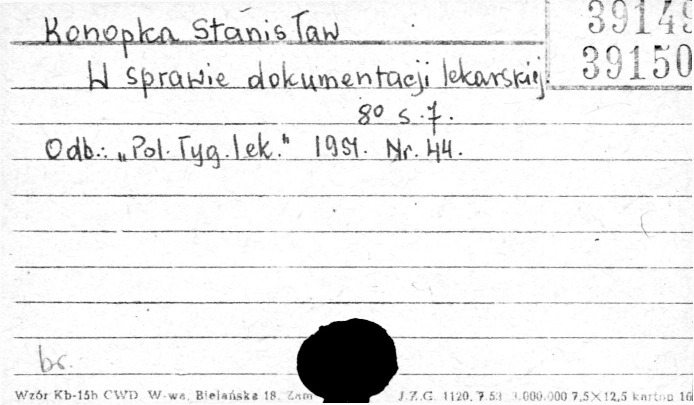 Konopka Stanisław
39149
39150
W sprawie dokumentacji lekarskiej.
8° s.7.
Odb.: „Pol. Tyg. lek." 1951. Nr. 44.
br.
Wzór Kb-15b CWD W-wa, Bielańska 18. Zam J.Z.G. 1120, 7.53 3.000.000 7,5×12,5 karton 16